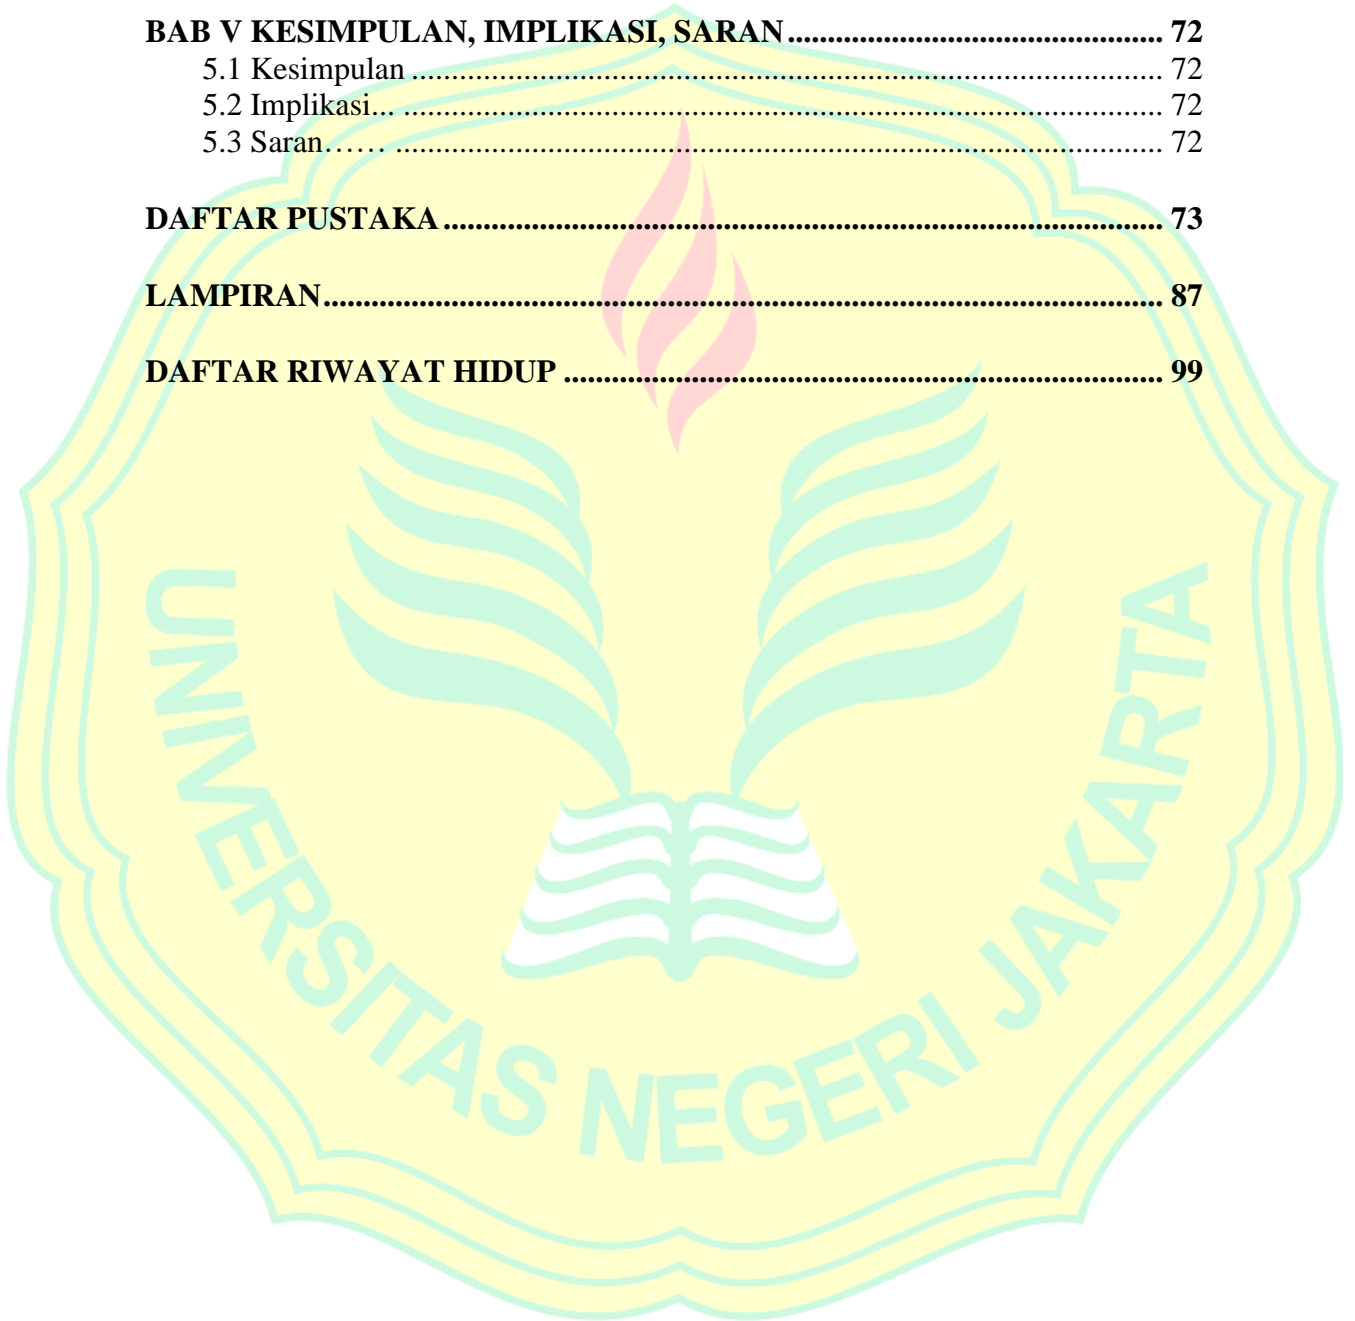 BAB V KESIMPULAN, IMPLIKASI, SARAN............................................... 72
5.1 Kesimpulan .............................................................................................. 72
5.2 Implikasi... ............................................................................................... 72
5.3 Saran…… ................................................................................................ 72
DAFTAR PUSTAKA.......................................................................................... 73
LAMPIRAN......................................................................................................... 87
DAFTAR RIWAYAT HIDUP ........................................................................... 99
UNIVERSITAS NEGERI JAKARTA